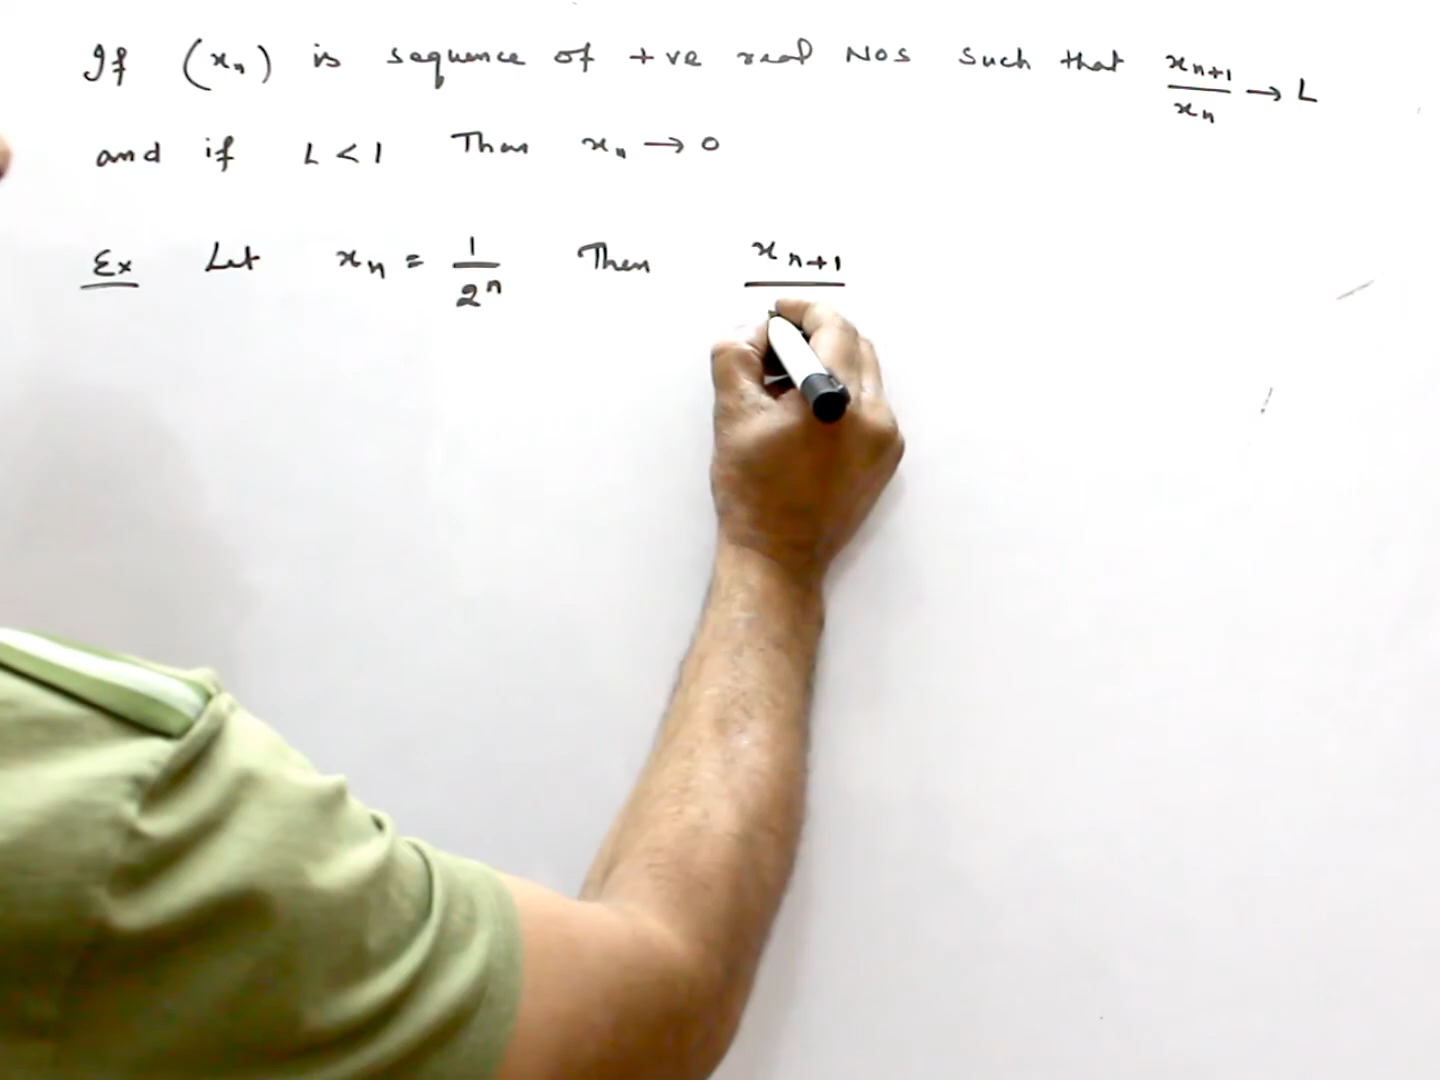 If (xₙ) is sequence of +ve real NOS such that xₙ₊₁/xₙ → L
and if L < 1 Then xₙ → 0
Ex Let xₙ = 1/2ⁿ Then xₙ₊₁/